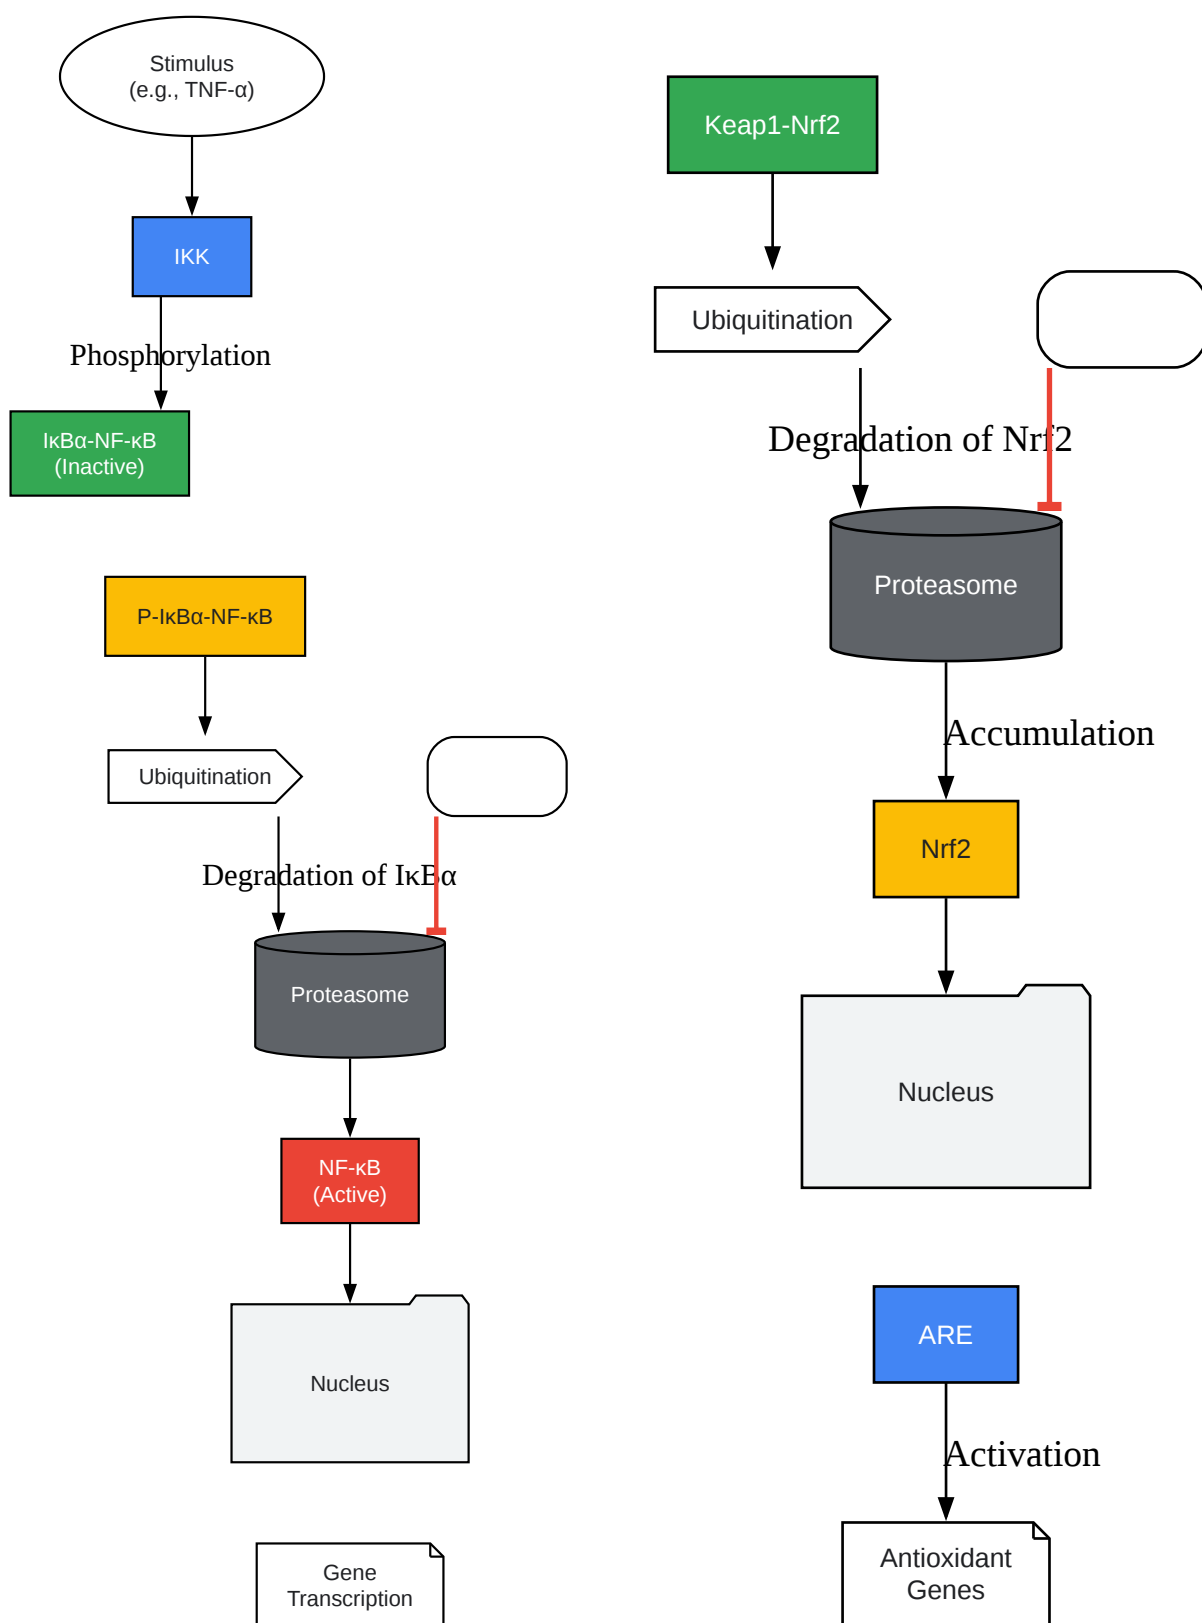 Stimulus
(e.g., TNF-α)
IKK
Phosphorylation
IκBα-NF-κB
(Inactive)
P-IκBα-NF-κB
Ubiquitination
Degradation of IκBα
Proteasome
NF-κB
(Active)
Nucleus
Gene
Transcription
Keap1-Nrf2
Ubiquitination
Degradation of Nrf2
Proteasome
Accumulation
Nrf2
Nucleus
ARE
Activation
Antioxidant
Genes